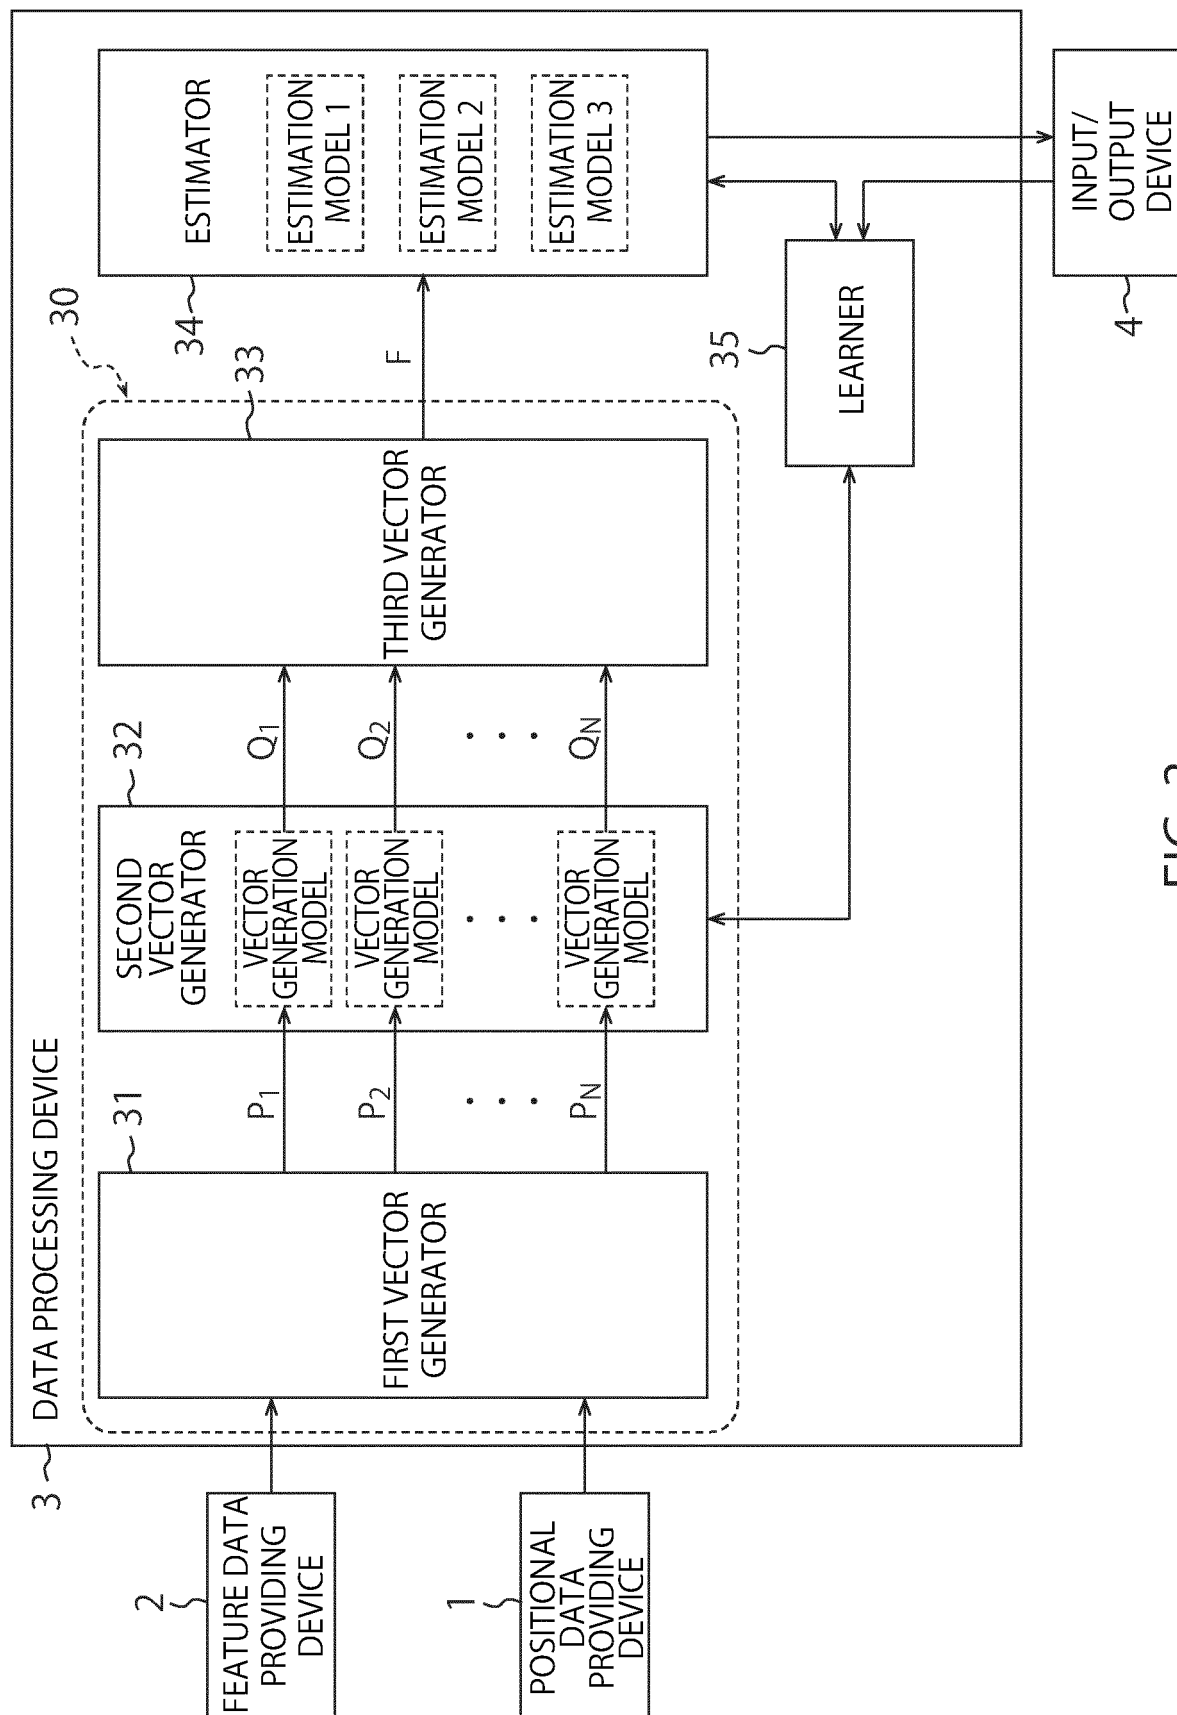 DATA PROCESSING DEVICE
3
30
2
FEATURE DATA
PROVIDING
DEVICE
1
POSITIONAL
DATA
PROVIDING
DEVICE
31
FIRST VECTOR
GENERATOR
P1
P2
. . .
PN
32
SECOND
VECTOR
GENERATOR
VECTOR
GENERATION
MODEL
VECTOR
GENERATION
MODEL
. . .
VECTOR
GENERATION
MODEL
Q1
Q2
. . .
QN
33
THIRD VECTOR
GENERATOR
F
34
ESTIMATOR
ESTIMATION
MODEL 1
ESTIMATION
MODEL 2
ESTIMATION
MODEL 3
35
LEARNER
4
INPUT/
OUTPUT
DEVICE